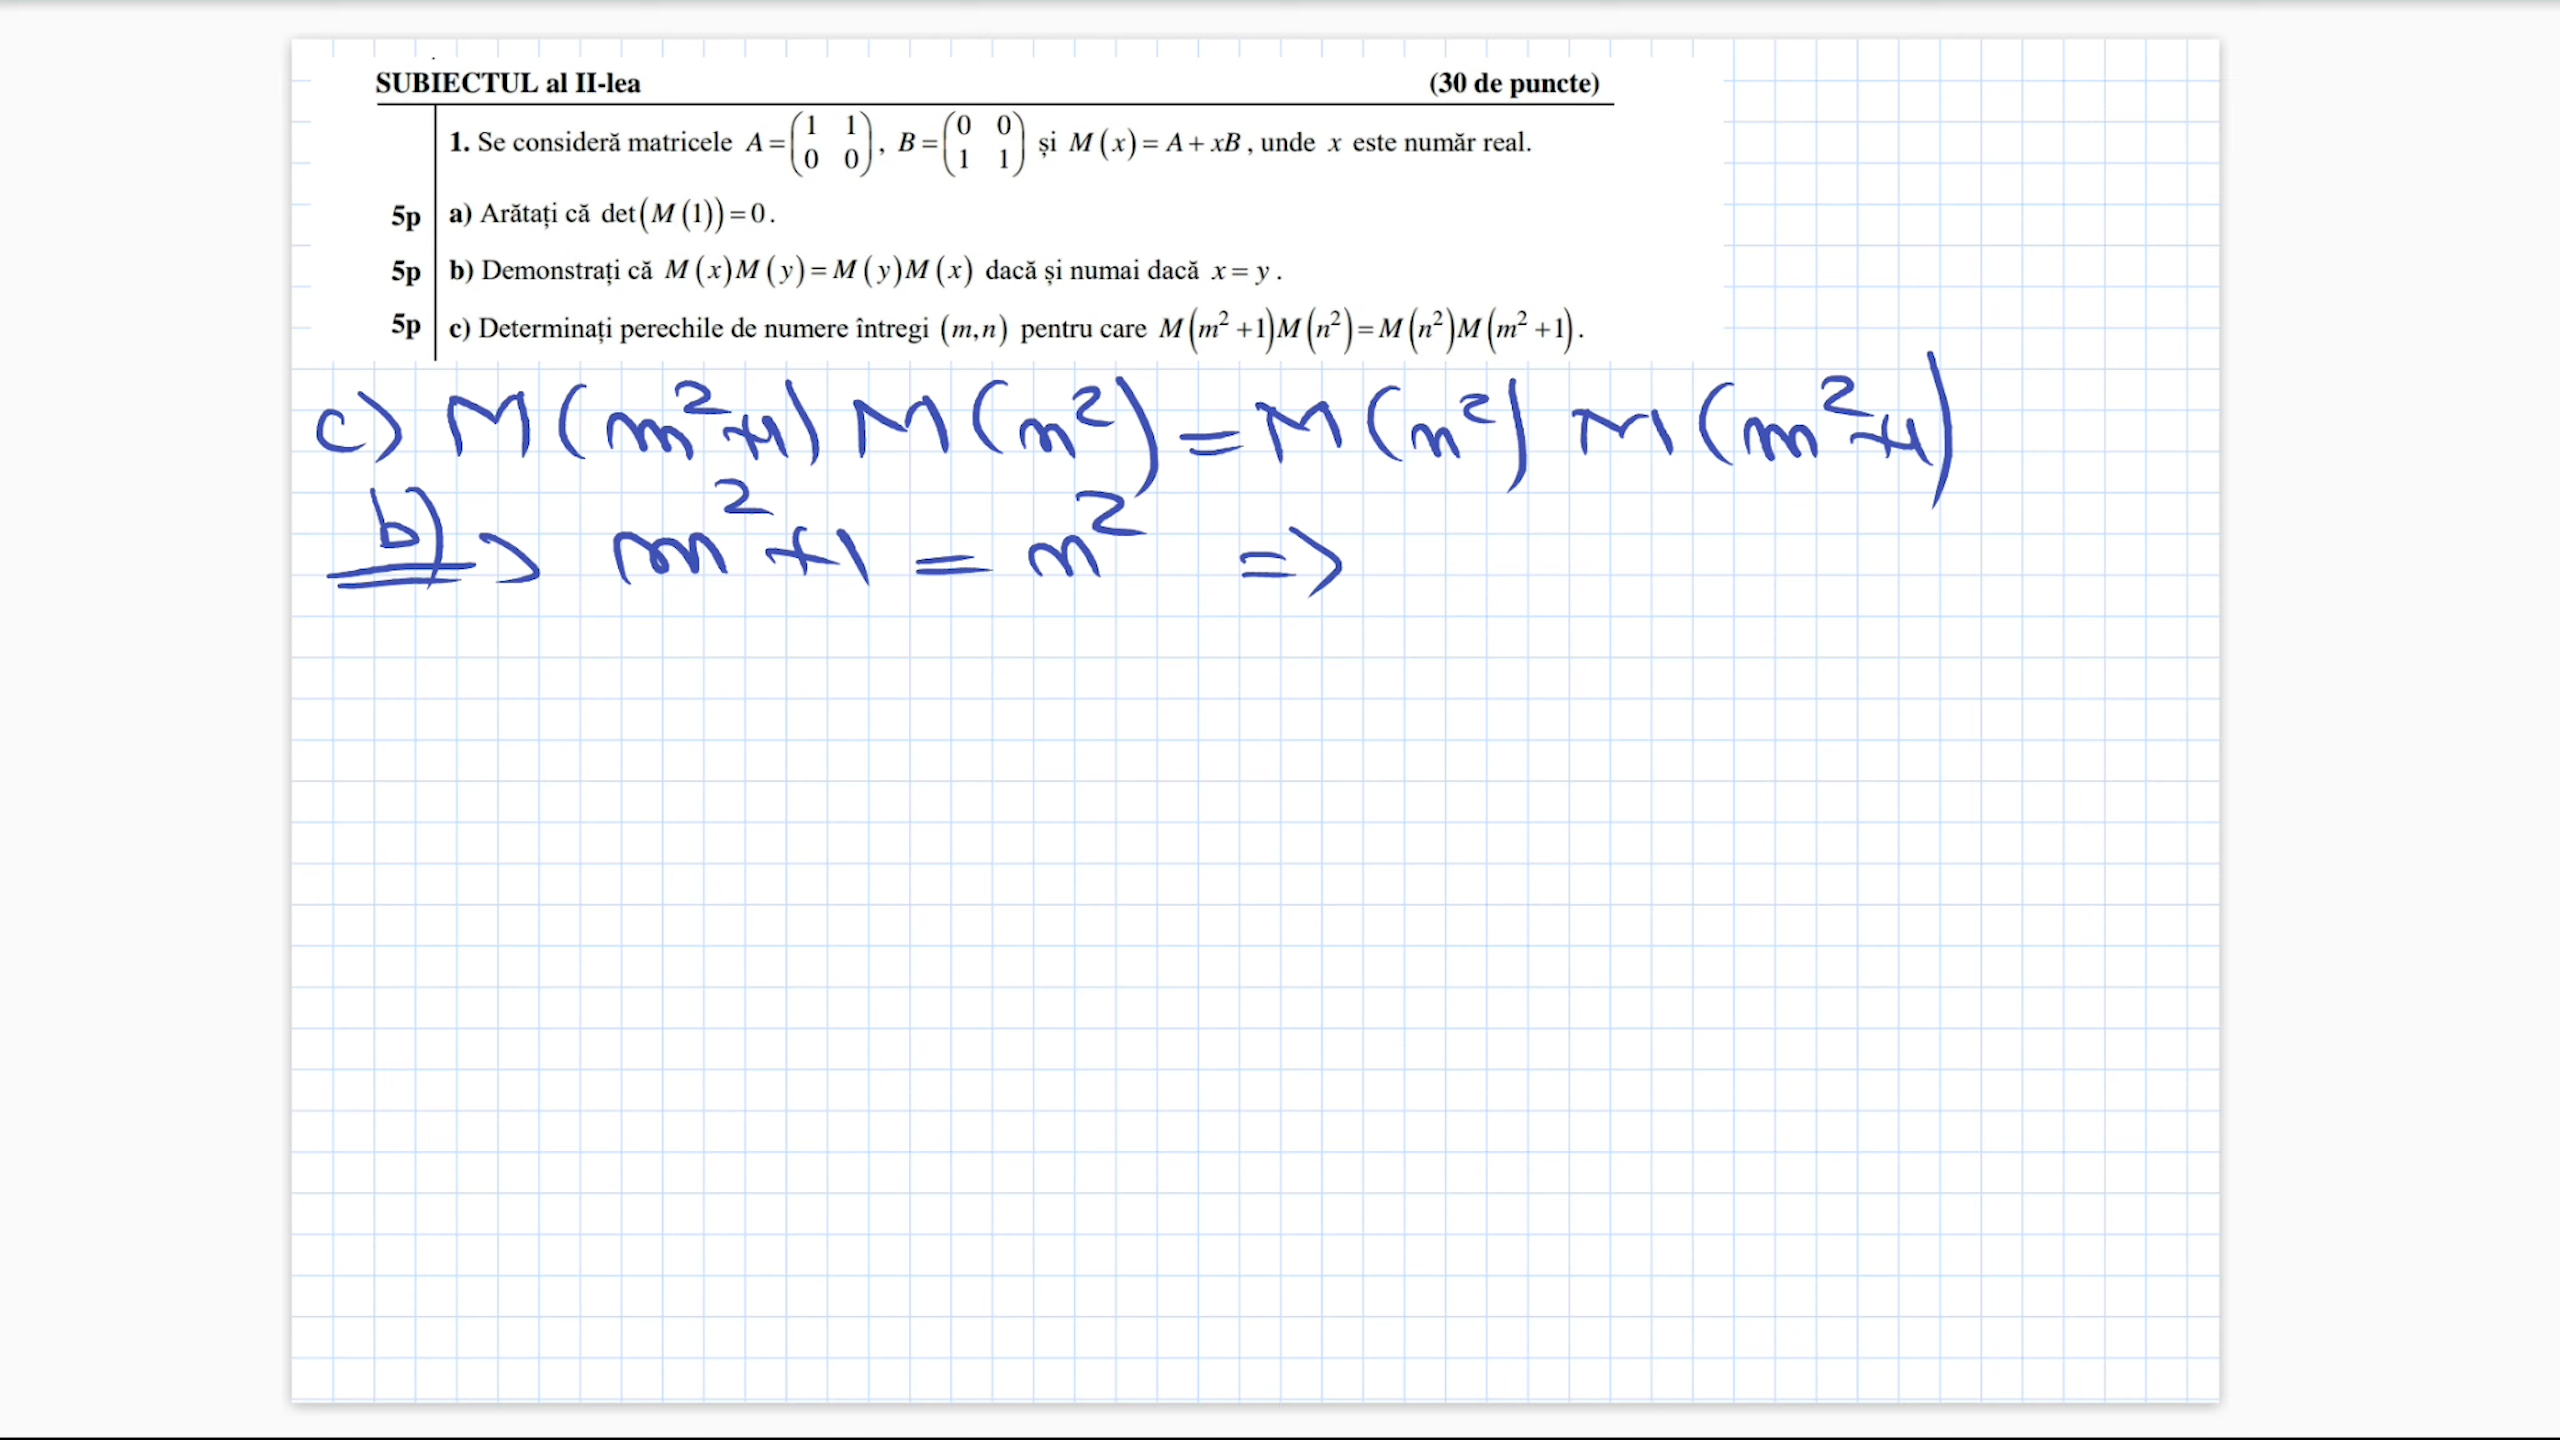 SUBIECTUL al II-lea (30 de puncte)
1. Se consideră matricele A = (1 1 0 0), B = (0 0 1 1) și M(x) = A + xB, unde x este număr real.
5p a) Arătați că det(M(1)) = 0.
5p b) Demonstrați că M(x)M(y) = M(y)M(x) dacă și numai dacă x = y.
5p c) Determinați perechile de numere întregi (m,n) pentru care M(m² +1)M(n²) = M(n²)M(m² +1).
c) M(m²+1) M(n²) = M(n²) M(m²+1)
b)⇒ m²+1 = n² =>